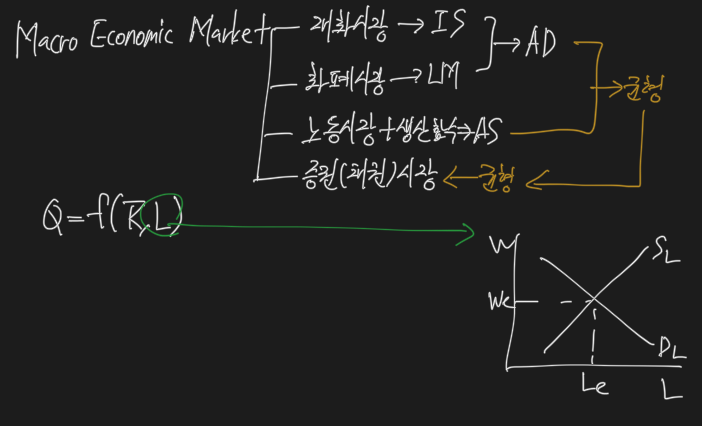 Macro Economic Market
재화시장 → IS
화폐시장 → LM
→ AD
노동시장+생산함수⇒AS
→ 균형
증권(채권)시장 ← 균형 ←
Q=f(K̅,L)
W
S_L
We
D_L
Le
L